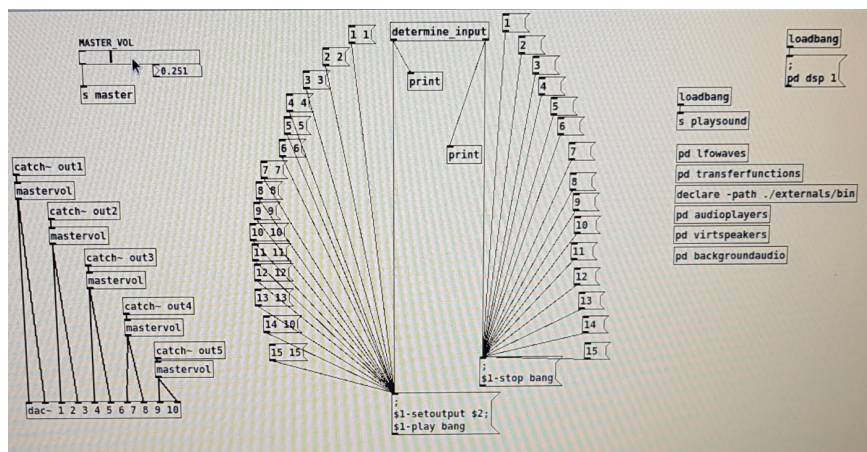 MASTER_VOL
0.251
s master
catch~ out1
mastervol
catch~ out2
mastervol
catch~ out3
mastervol
catch~ out4
mastervol
catch~ out5
mastervol
dac~ 1 2 3 4 5 6 7 8 9 10
1 1
2 2
3 3
4 4
5 5
6 6
7 7
8 8
9 9
10 10
11 11
12 12
13 13
14 10
15 15
determine_input
print
print
;
$1-setoutput $2;
$1-play bang
1
2
3
4
5
6
7
8
9
10
11
12
13
14
15
;
$1-stop bang
loadbang
;
pd dsp 1
loadbang
s playsound
pd lfowaves
pd transferfunctions
declare -path ./externals/bin
pd audioplayers
pd virtspeakers
pd backgroundaudio